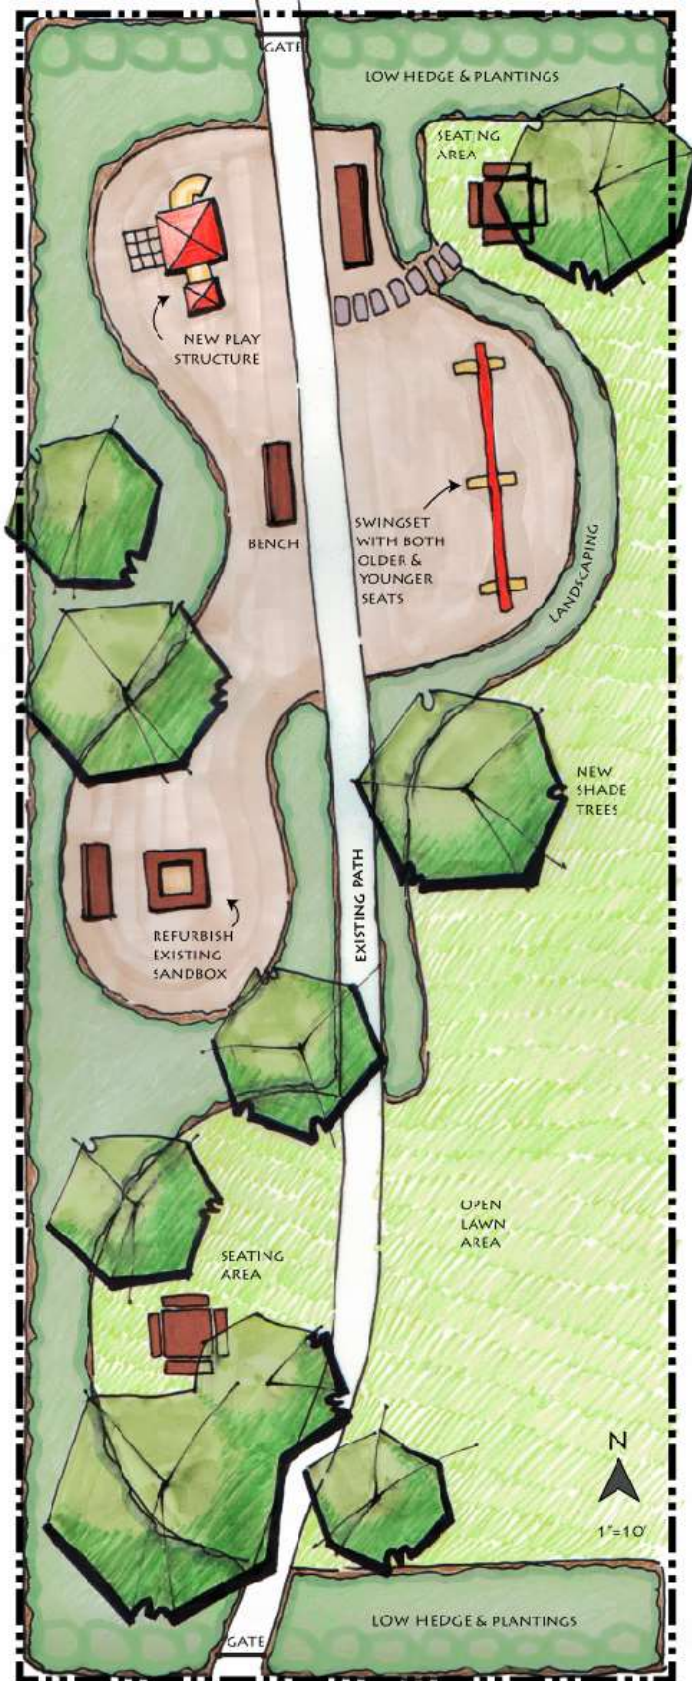 GATE
LOW HEDGE & PLANTINGS
SEATING
AREA
NEW PLAY
STRUCTURE
BENCH
SWINGSET
WITH BOTH
OLDER &
YOUNGER
SEATS
LANDSCAPING
NEW
SHADE
TREES
EXISTING PATH
REFURBISH
EXISTING
SANDBOX
OPEN
LAWN
AREA
SEATING
AREA
N
1"=10'
LOW HEDGE & PLANTINGS
GATE